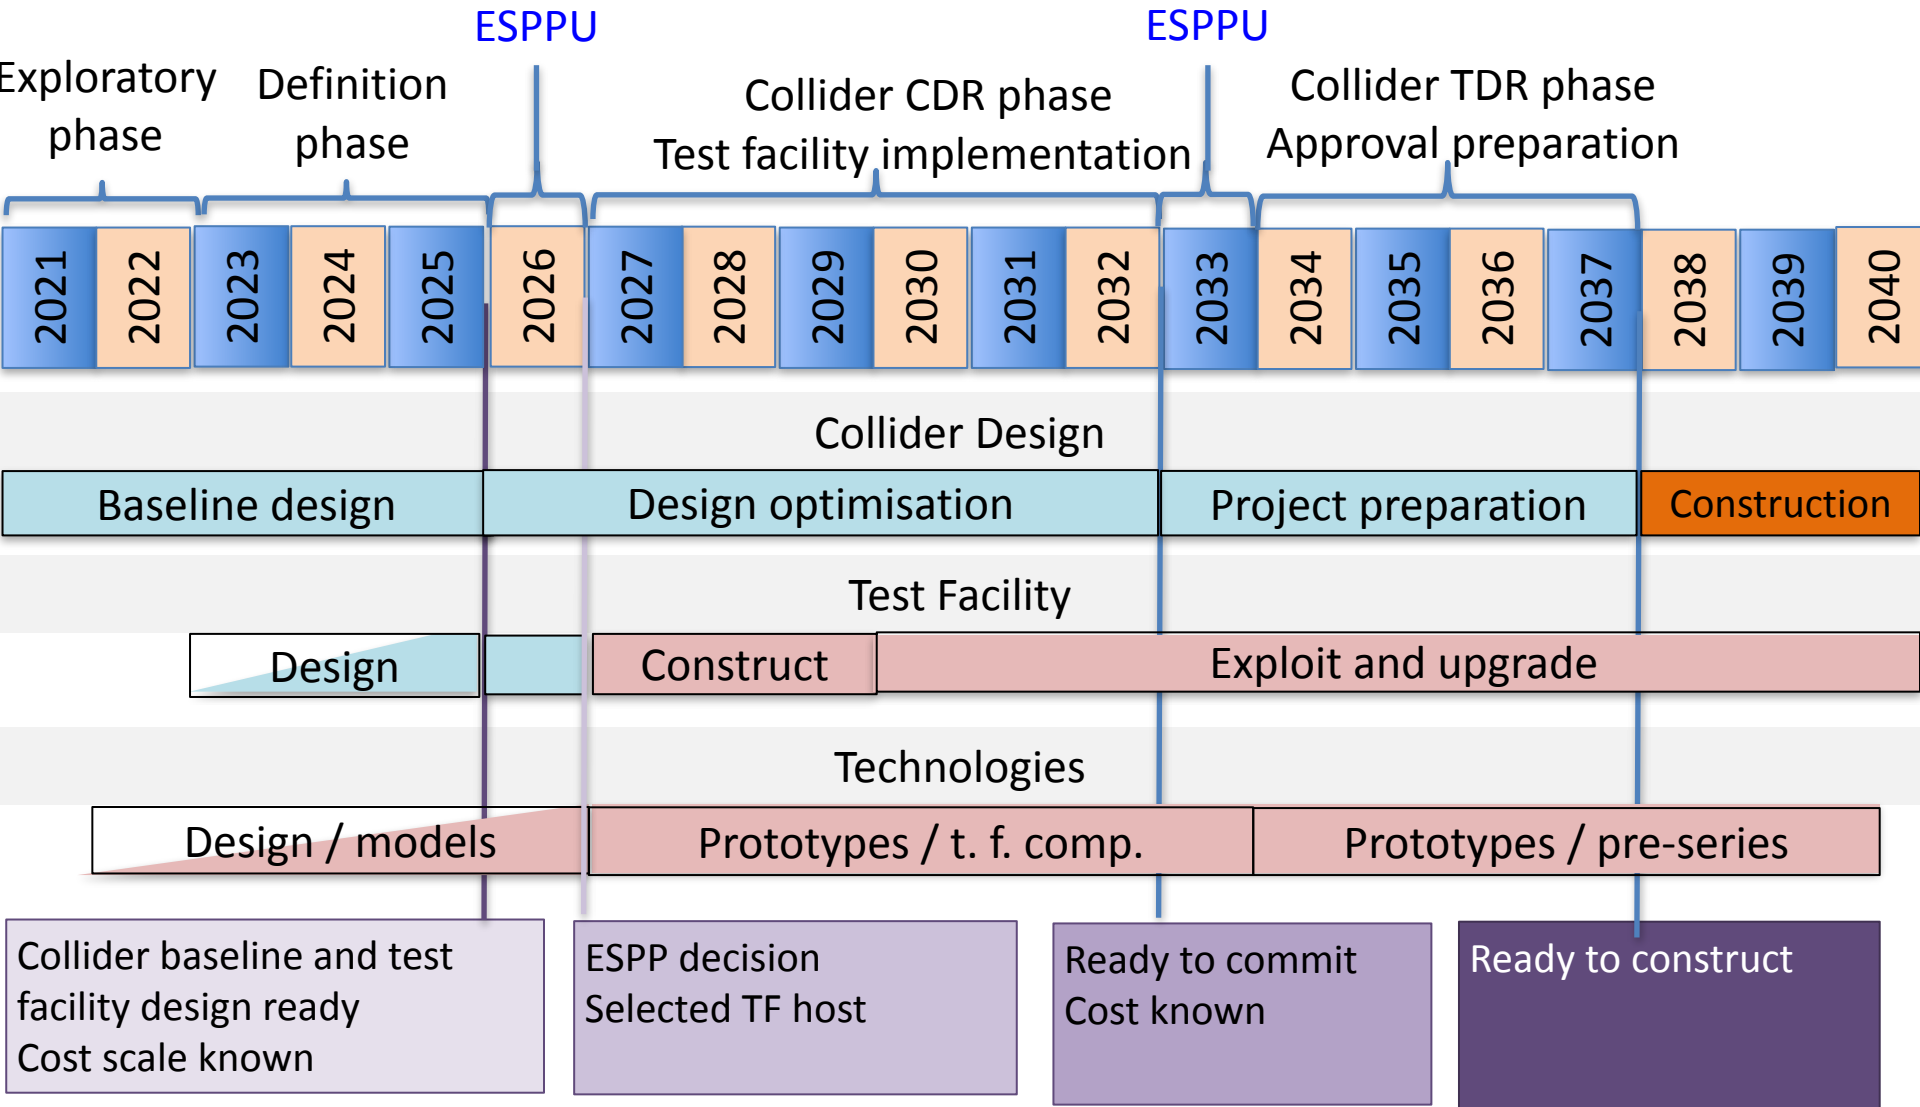 ESPPU
ESPPU
Exploratory
phase
Definition
phase
Collider CDR phase
Test facility implementation
Collider TDR phase
Approval preparation
2021
2022
2023
2024
2025
2026
2027
2028
2029
2030
2031
2032
2033
2034
2035
2036
2037
2038
2039
2040
Collider Design
Baseline design
Design optimisation
Project preparation
Construction
Test Facility
Design
Construct
Exploit and upgrade
Technologies
Design / models
Prototypes / t. f. comp.
Prototypes / pre-series
Collider baseline and test
facility design ready
Cost scale known
ESPP decision
Selected TF host
Ready to commit
Cost known
Ready to construct